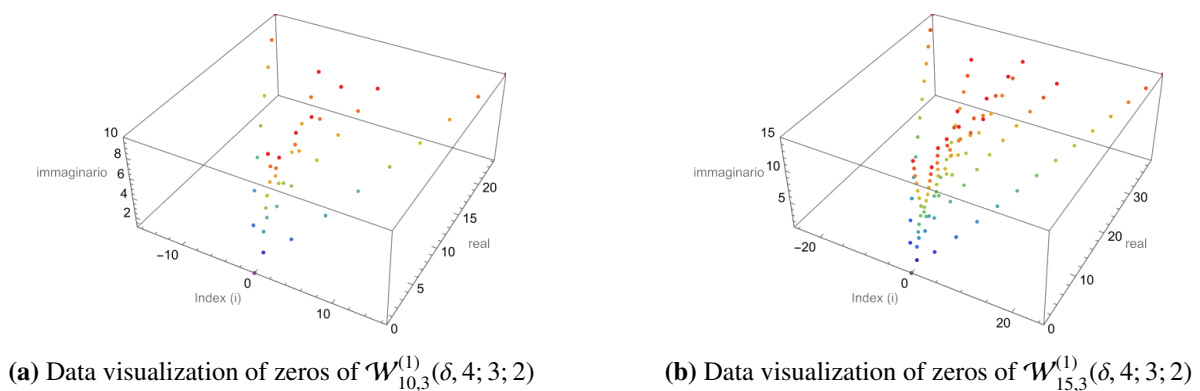 10
8
6
4
2
immaginario
−10
0
10
Index (i)
0
5
10
15
20
real
15
10
5
immaginario
−20
0
20
Index (i)
0
10
20
30
real
(a) Data visualization of zeros of 𝒲^{(1)}_{10,3}(δ, 4; 3; 2)
(b) Data visualization of zeros of 𝒲^{(1)}_{15,3}(δ, 4; 3; 2)